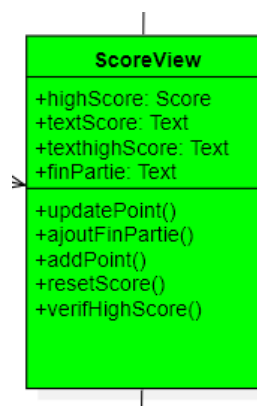 ScoreView
+highScore: Score
+textScore: Text
+texthighScore: Text
+finPartie: Text
+updatePoint()
+ajoutFinPartie()
+addPoint()
+resetScore()
+verifHighScore()